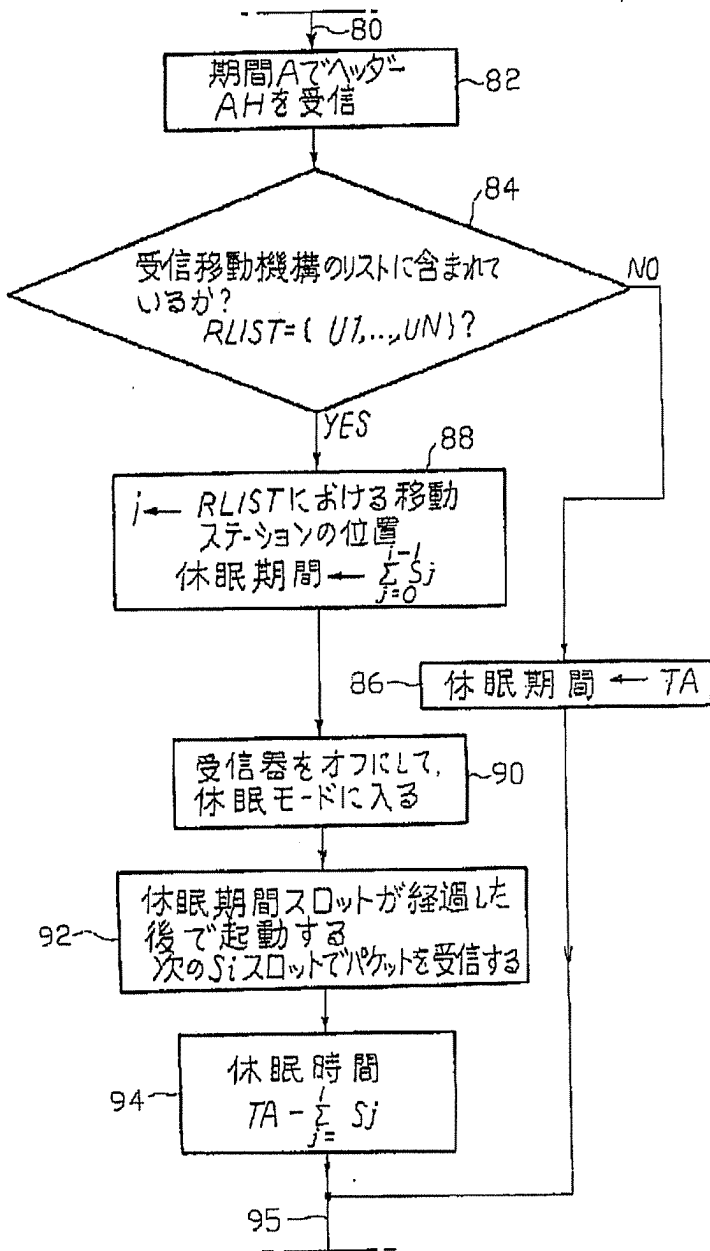 80
期間Aでヘッダー
AHを受信
82
84
受信移動機構のリストに含まれて
いるか?
RLIST={ U1,...,UN}?
NO
YES
88
i← RLISTにおける移動
ステーションの位置
休眠期間 ← i-1 Σ j=0 Sj
86
休眠期間 ← TA
受信器をオフにして,
休眠モードに入る
90
92
休眠期間スロットが経過した
後で起動する
次のSiスロットでパケットを受信する
94
休眠時間
TA - i Σ j= Sj
95